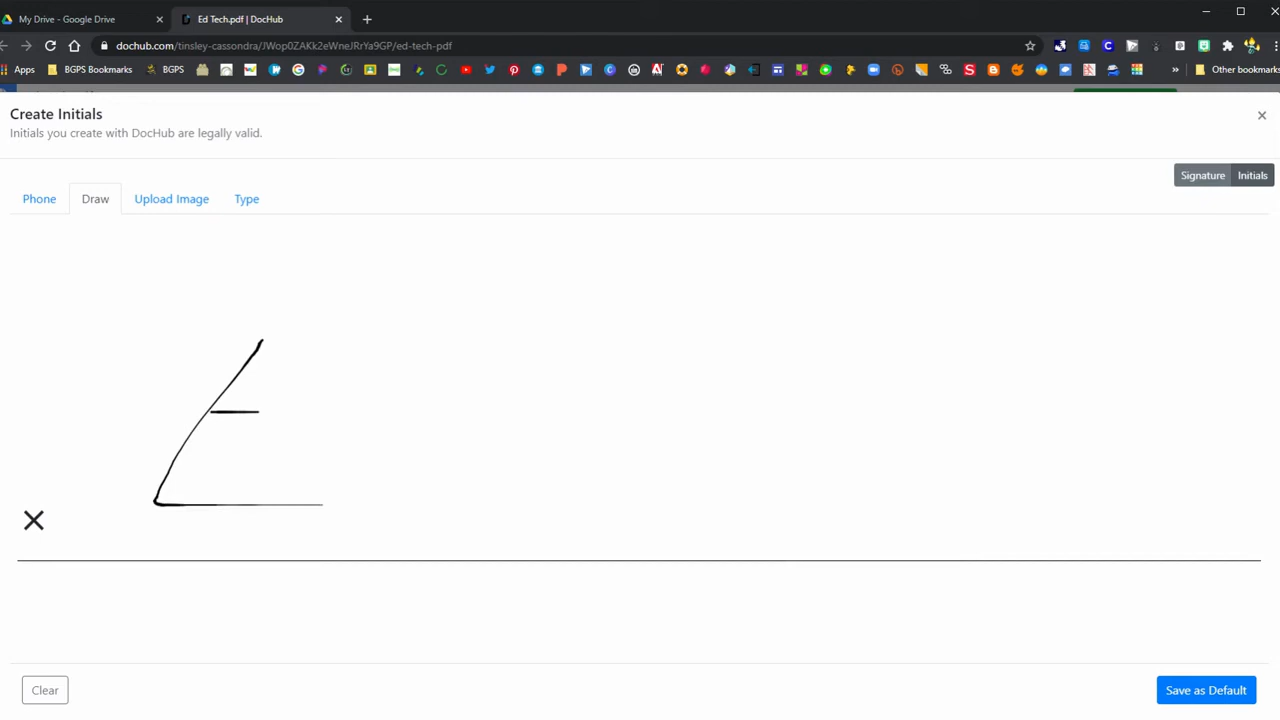 My Drive - Google Drive
Ed Tech.pdf | DocHub
dochub.com/tinsley-cassondra/JWop0ZAKk2eWneJRrYa9GP/ed-tech-pdf
Apps BGPS Bookmarks BGPS » Other bookmarks
Create Initials
Initials you create with DocHub are legally valid.
Signature Initials
Phone Draw Upload Image Type
Clear Save as Default